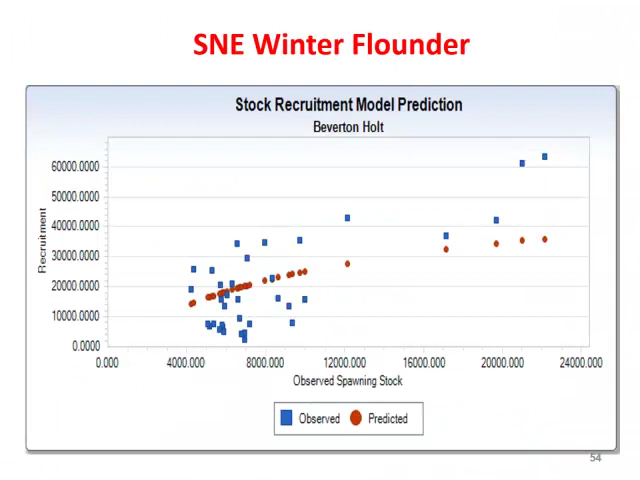 SNE Winter Flounder
Stock Recruitment Model Prediction
Beverton Holt
Recruitment
60000.0000
50000.0000
40000.0000
30000.0000
20000.0000
10000.0000
0.0000
0.000 4000.000 8000.000 12000.000 16000.000 20000.000 24000.000
Observed Spawning Stock
Observed Predicted
54